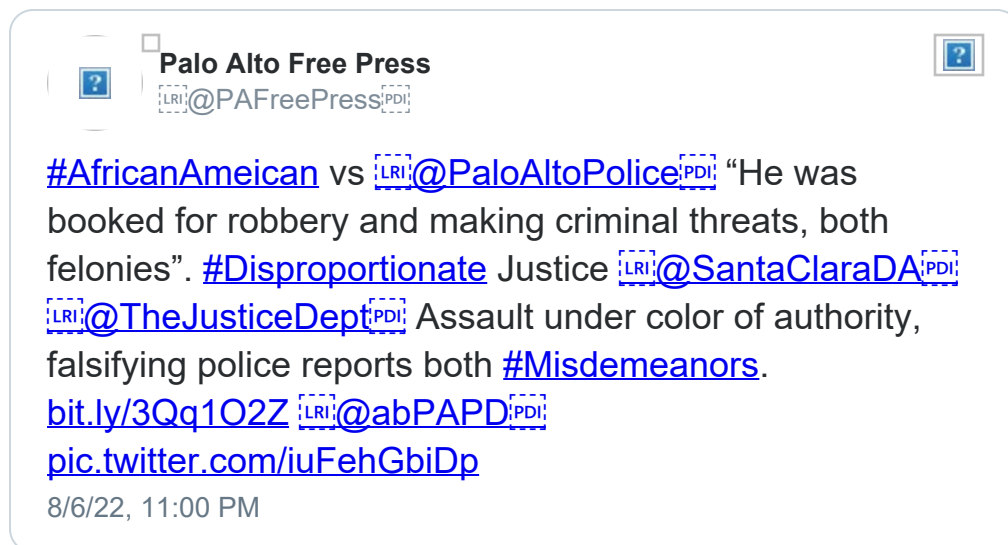 Palo Alto Free Press
@PAFreePress
#AfricanAmeican vs @PaloAltoPolice “He was
booked for robbery and making criminal threats, both
felonies”. #Disproportionate Justice @SantaClaraDA
@TheJusticeDept Assault under color of authority,
falsifying police reports both #Misdemeanors.
bit.ly/3Qq1O2Z @abPAPD
pic.twitter.com/iuFehGbiDp
8/6/22, 11:00 PM